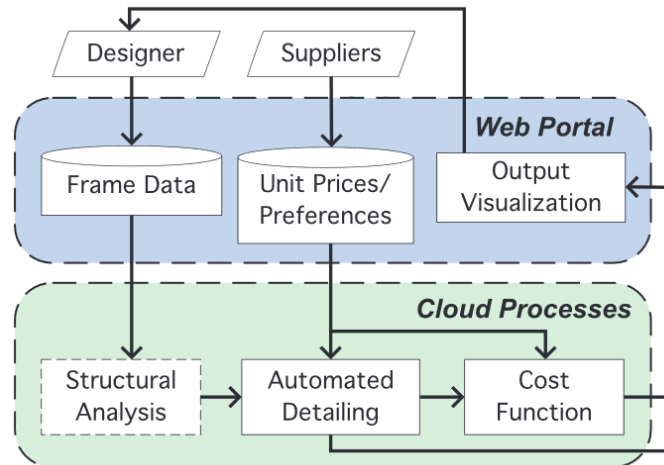 Designer
Suppliers
Web Portal
Frame Data
Unit Prices/
Preferences
Output
Visualization
Cloud Processes
Structural
Analysis
Automated
Detailing
Cost
Function